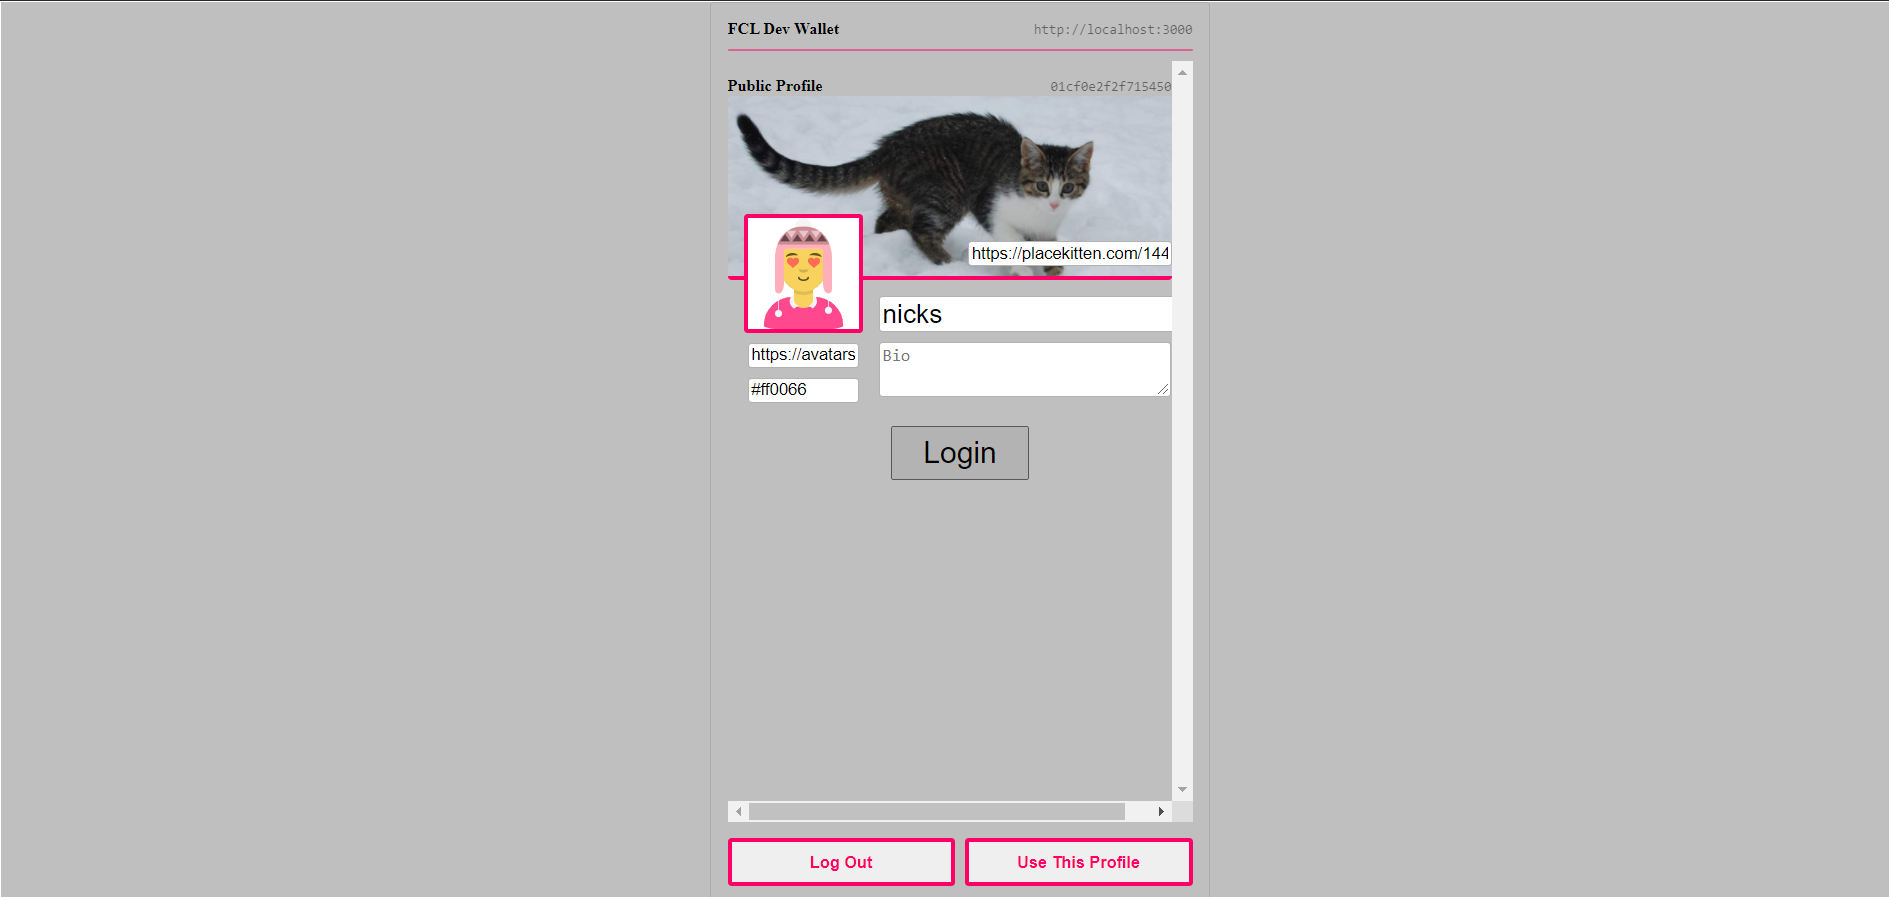 FCL Dev Wallet
http://localhost:3000
Public Profile
01cf0e2f2f715450
https://placekitten.com/144
nicks
https://avatars
Bio
#ff0066
Login
Log Out
Use This Profile